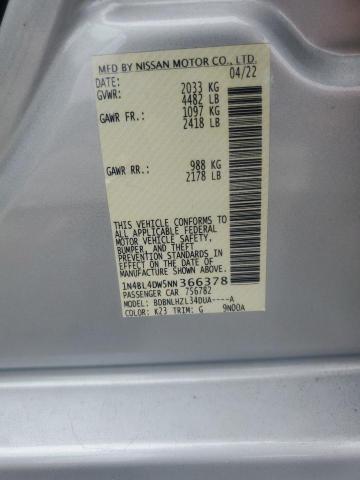 MFD BY NISSAN MOTOR CO., LTD.
DATE: 04/22
GVWR: 2033 KG
4482 LB
GAWR FR.: 1097 KG
2418 LB
GAWR RR.: 988 KG
2178 LB
THIS VEHICLE CONFORMS TO
ALL APPLICABLE FEDERAL
MOTOR VEHICLE SAFETY,
BUMPER, AND THEFT
PREVENTION STANDARDS
IN EFFECT ON THE DATE OF
MANUFACTURE SHOWN ABOVE.
1N4BL4DW5NN366378
PASSENGER CAR 756782
MODEL: BDBNLHZL34DUA----A
COLOR: K23 TRIM: G 9N00A